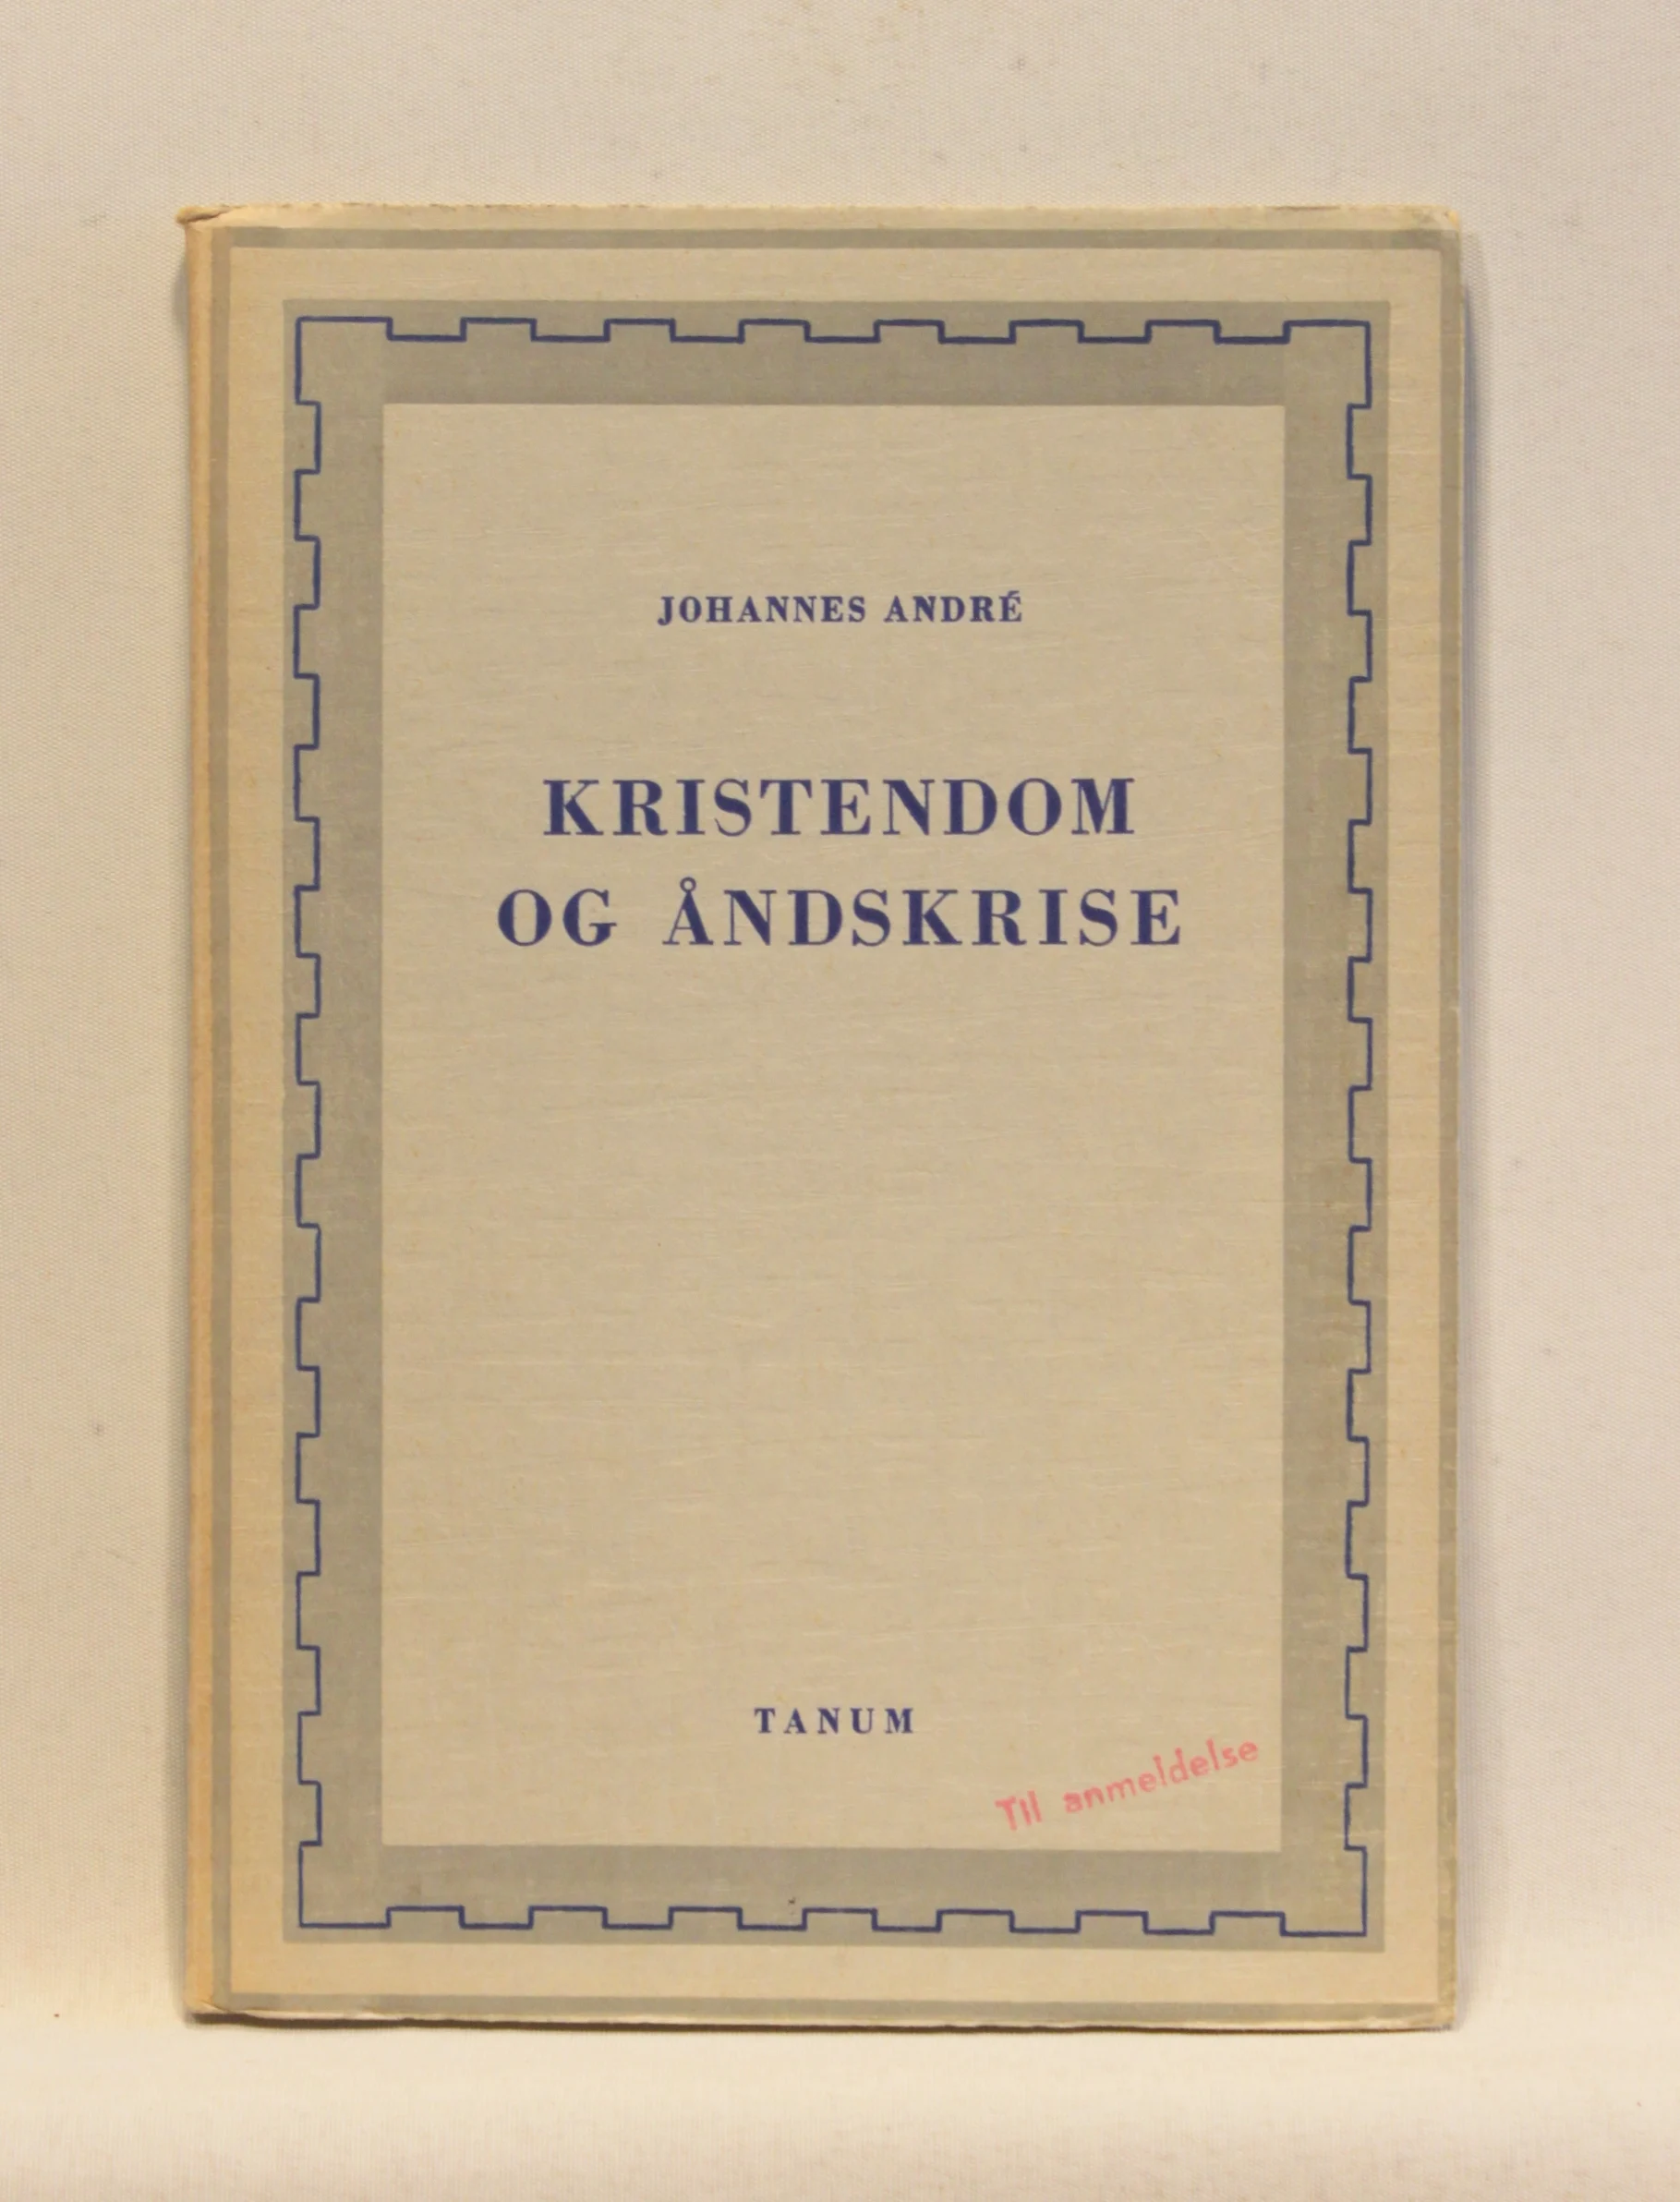 JOHANNES ANDRÉ
KRISTENDOM
OG ÅNDSKRISE
TANUM
Til anmeldelse